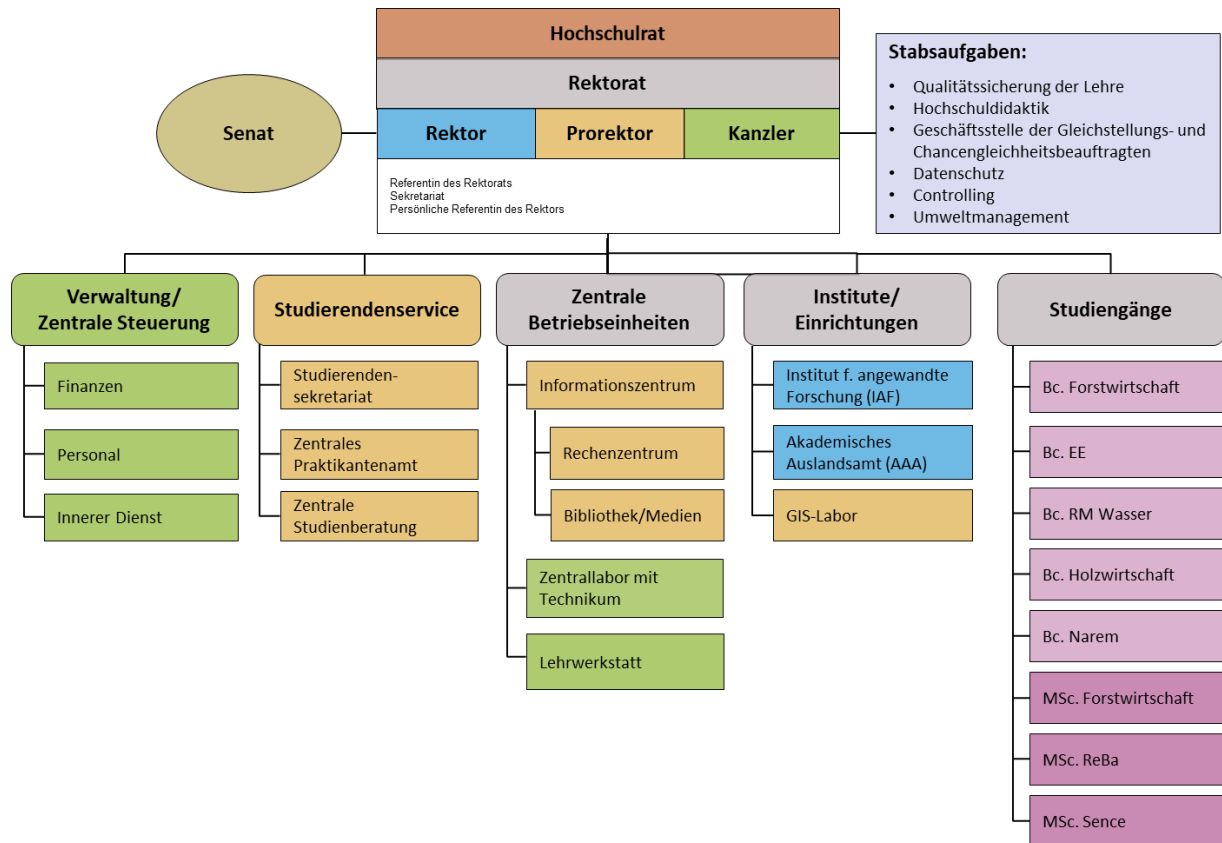 Hochschulrat
Rektorat
Senat
Rektor
Prorektor
Kanzler
Referentin des Rektorats
Sekretariat
Persönliche Referentin des Rektors
Stabsaufgaben:
• Qualitätssicherung der Lehre
• Hochschuldidaktik
• Geschäftsstelle der Gleichstellungs- und
Chancengleichheitsbeauftragten
• Datenschutz
• Controlling
• Umweltmanagement
Verwaltung/
Zentrale Steuerung
Finanzen
Personal
Innerer Dienst
Studierendenservice
Studierenden-
sekretariat
Zentrales
Praktikantenamt
Zentrale
Studienberatung
Zentrale
Betriebseinheiten
Informationszentrum
Rechenzentrum
Bibliothek/Medien
Zentrallabor mit
Technikum
Lehrwerkstatt
Institute/
Einrichtungen
Institut f. angewandte
Forschung (IAF)
Akademisches
Auslandsamt (AAA)
GIS-Labor
Studiengänge
Bc. Forstwirtschaft
Bc. EE
Bc. RM Wasser
Bc. Holzwirtschaft
Bc. Narem
MSc. Forstwirtschaft
MSc. ReBa
MSc. Sence